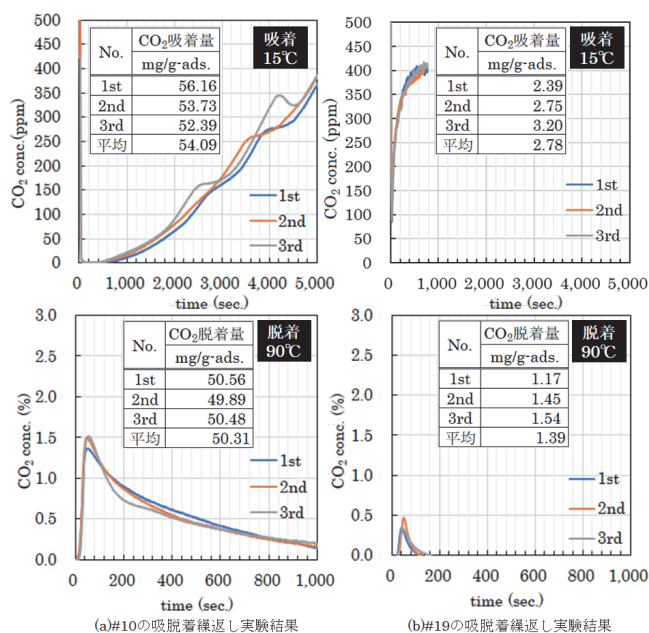 500
450
400
350
300
250
200
150
100
50
0
CO2 conc.(ppm)
No.
CO2吸着量
mg/g-ads.
1st 56.16
2nd 53.73
3rd 52.39
平均 54.09
吸着
15℃
1st
2nd
3rd
0 1,000 2,000 3,000 4,000 5,000
time (sec.)
500
450
400
350
300
250
200
150
100
50
0
CO2 conc. (ppm)
No.
CO2吸着量
mg/g-ads.
1st 2.39
2nd 2.75
3rd 3.20
平均 2.78
吸着
15℃
1st
2nd
3rd
0 1,000 2,000 3,000 4,000 5,000
time (sec.)
3.0
2.5
2.0
1.5
1.0
0.5
0.0
CO2 conc. (%)
No.
CO2脱着量
mg/g-ads.
1st 50.56
2nd 49.89
3rd 50.48
平均 50.31
脱着
90℃
1st
2nd
3rd
0 200 400 600 800 1,000
time (sec.)
(a)#10の吸脱着繰返し実験結果
3.0
2.5
2.0
1.5
1.0
0.5
0.0
CO2 conc. (%)
No.
CO2脱着量
mg/g-ads.
1st 1.17
2nd 1.45
3rd 1.54
平均 1.39
脱着
90℃
1st
2nd
3rd
0 200 400 600 800 1,000
time (sec.)
(b)#19の吸脱着繰返し実験結果